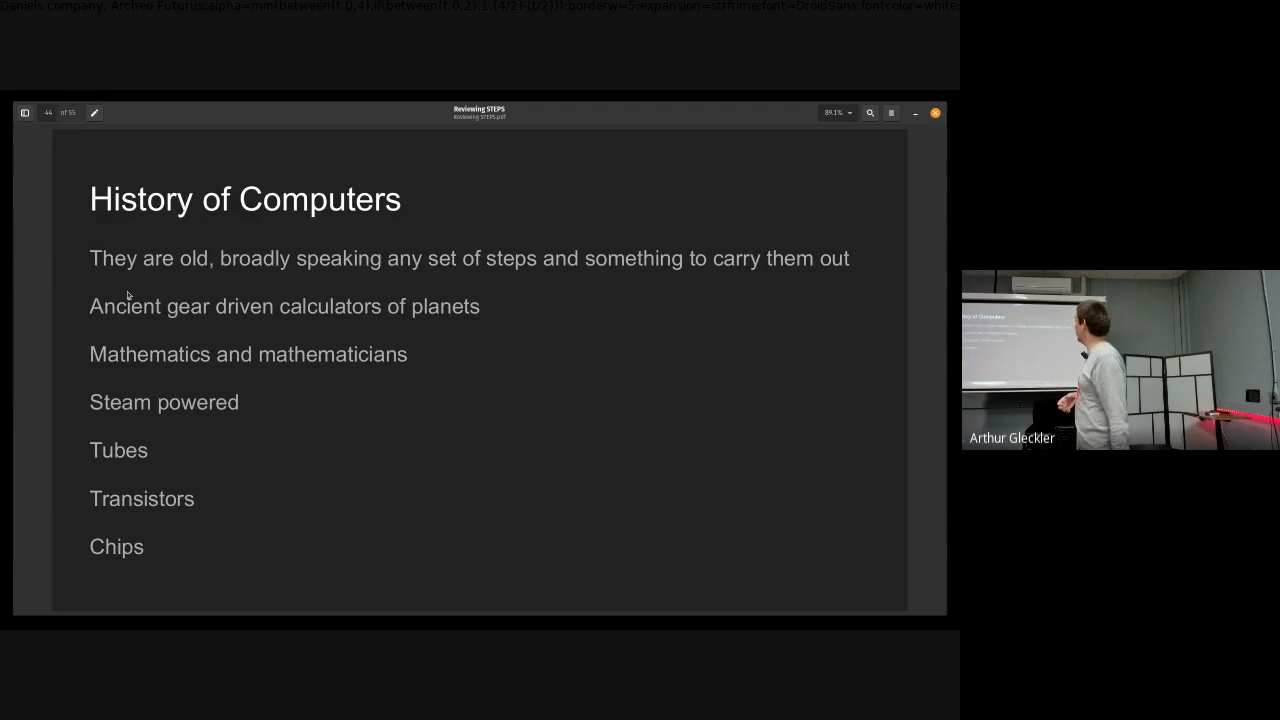 Daniels company, Archeo Futurus:alpha=min(between(t,0,4),if(between(t,0,2),1,(4/2)-(t/2))):borderw=5:expansion=strftime:font=DroidSans:fontcolor=white:
44 of 55
Reviewing STEPS
Reviewing STEPS.pdf
89.1%
History of Computers
They are old, broadly speaking any set of steps and something to carry them out
Ancient gear driven calculators of planets
Mathematics and mathematicians
Steam powered
Tubes
Transistors
Chips
Arthur Gleckler